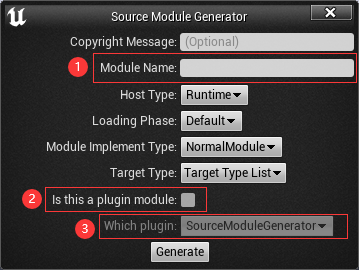 Source Module Generator
Copyright Message: (Optional)
1 Module Name:
Host Type: Runtime
Loading Phase: Default
Module Implement Type: NormalModule
Target Type: Target Type List
2 Is this a plugin module:
3 Which plugin: SourceModuleGenerator
Generate